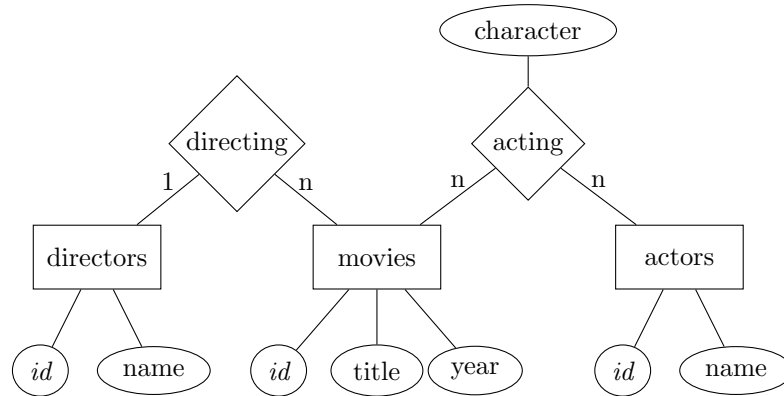 character
directing
acting
1
n
n
n
directors
movies
actors
id
name
id
title
year
id
name